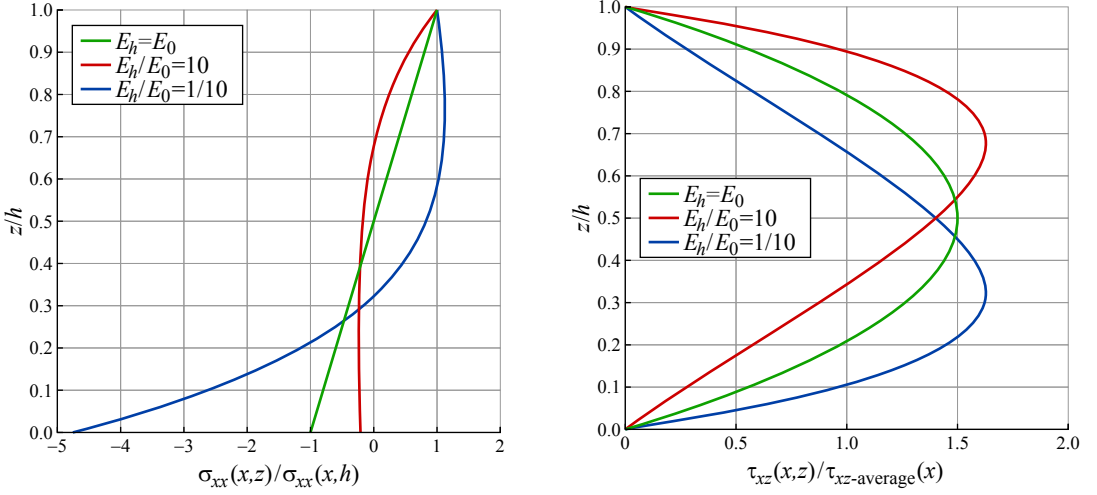 1.0
0.9
0.8
0.7
0.6
0.5
0.4
0.3
0.2
0.1
0.0
z/h
E_h=E_0
E_h/E_0=10
E_h/E_0=1/10
−5 −4 −3 −2 −1 0 1 2
σ_xx(x,z)/σ_xx(x,h)
1.0
0.9
0.8
0.7
0.6
0.5
0.4
0.3
0.2
0.1
0.0
z/h
E_h=E_0
E_h/E_0=10
E_h/E_0=1/10
0 0.5 1.0 1.5 2.0
τ_xz(x,z)/τ_xz-average(x)